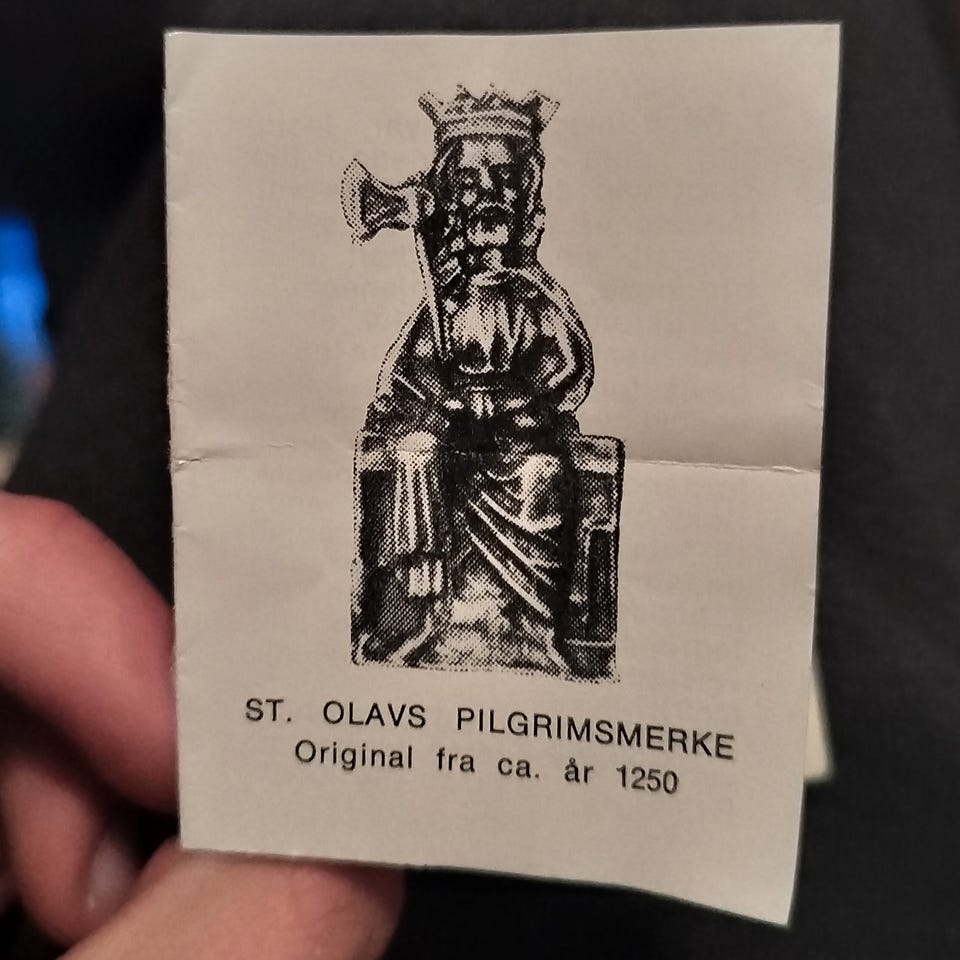 ST. OLAVS PILGRIMSMERKE
Original fra ca. år 1250